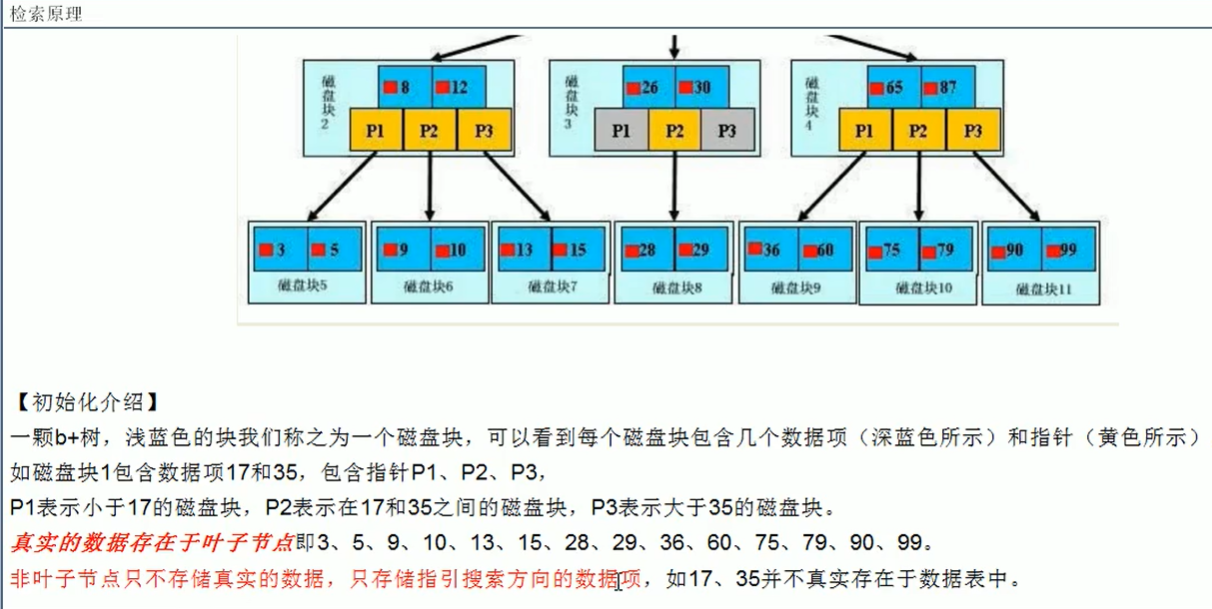 检索原理
磁盘块2
8 12
P1 P2 P3
磁盘块3
26 30
P1 P2 P3
磁盘块4
65 87
P1 P2 P3
3 5
磁盘块5
9 10
磁盘块6
13 15
磁盘块7
28 29
磁盘块8
36 60
磁盘块9
75 79
磁盘块10
90 99
磁盘块11
【初始化介绍】
一颗b+树，浅蓝色的块我们称之为一个磁盘块，可以看到每个磁盘块包含几个数据项（深蓝色所示）和指针（黄色所示）
如磁盘块1包含数据项17和35，包含指针P1、P2、P3，
P1表示小于17的磁盘块，P2表示在17和35之间的磁盘块，P3表示大于35的磁盘块。
真实的数据存在于叶子节点即3、5、9、10、13、15、28、29、36、60、75、79、90、99。
非叶子节点只不存储真实的数据，只存储指引搜索方向的数据项，如17、35并不真实存在于数据表中。